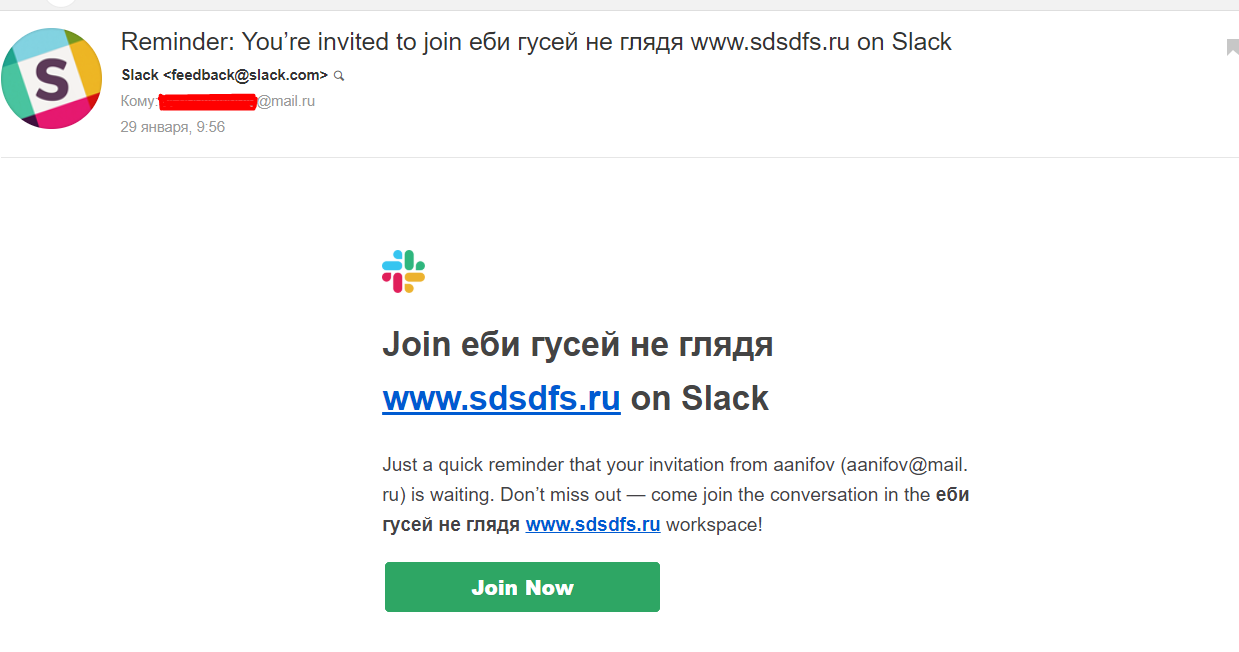 Reminder: You’re invited to join еби гусей не глядя www.sdsdfs.ru on Slack
Slack <feedback@slack.com>
Кому: @mail.ru
29 января, 9:56
Join еби гусей не глядя
www.sdsdfs.ru on Slack
Just a quick reminder that your invitation from aanifov (aanifov@mail.
ru) is waiting. Don’t miss out — come join the conversation in the еби
гусей не глядя www.sdsdfs.ru workspace!
Join Now